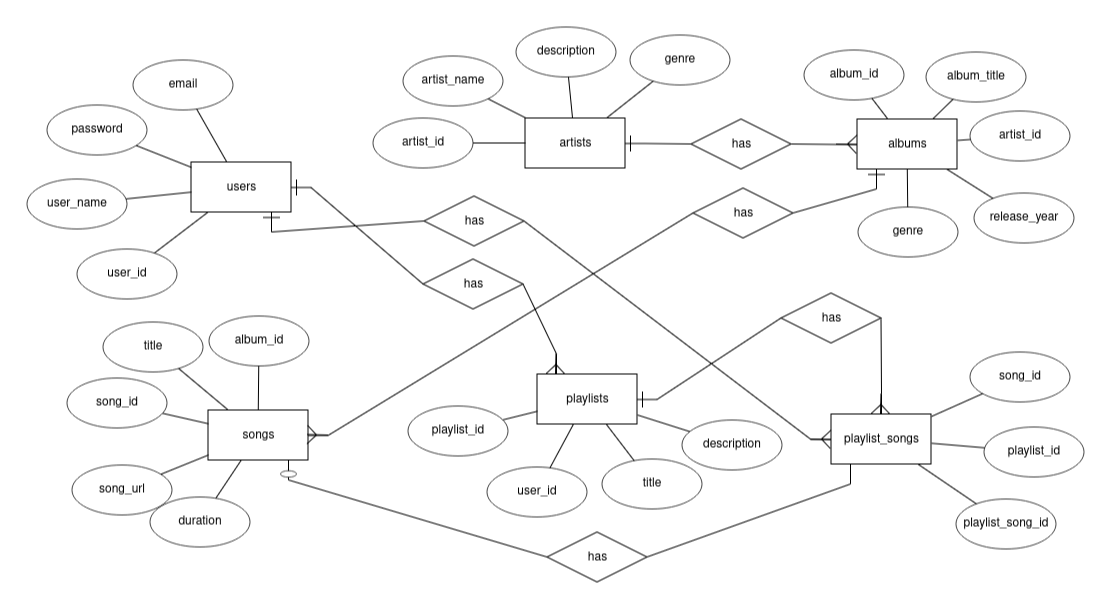 description
genre
artist_name
album_id
album_title
email
password
artist_id
artists
has
albums
artist_id
users
user_name
has
has
genre
release_year
user_id
has
has
title
album_id
song_id
songs
playlists
playlist_id
description
song_id
playlist_songs
playlist_id
song_url
duration
user_id
title
playlist_song_id
has